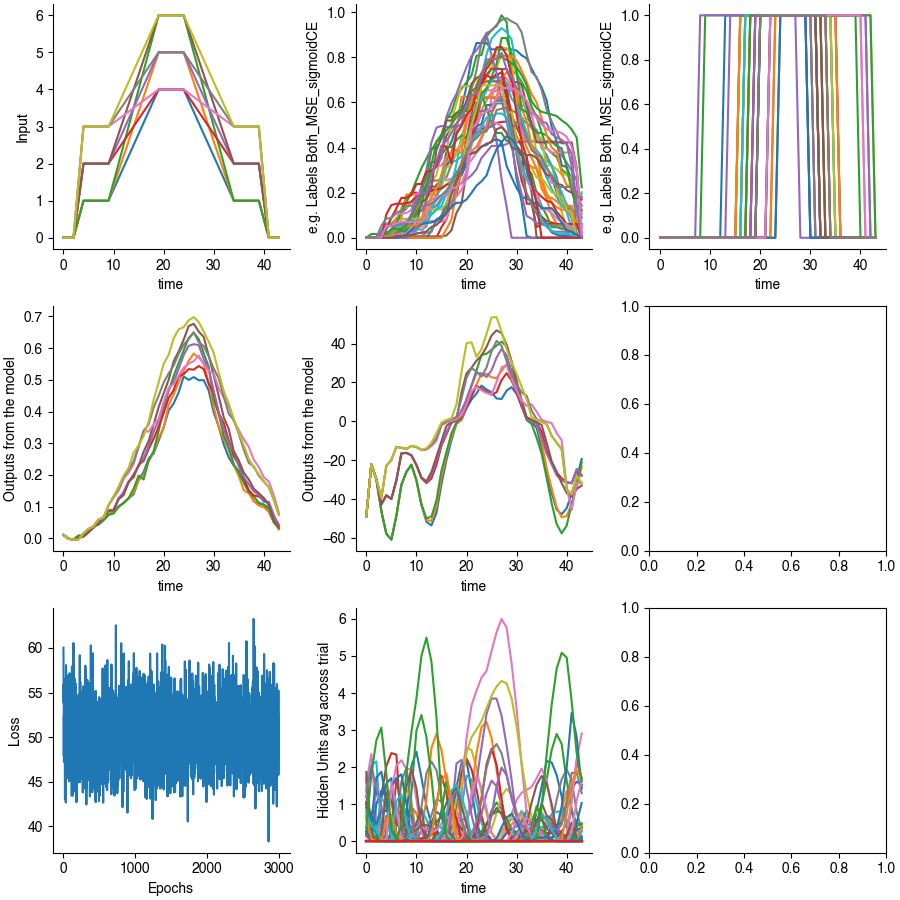 6
5
4
3
2
1
0
Input
0 10 20 30 40
time
1.0
0.8
0.6
0.4
0.2
0.0
e.g. Labels Both_MSE_sigmoidCE
0 10 20 30 40
time
1.0
0.8
0.6
0.4
0.2
0.0
e.g. Labels Both_MSE_sigmoidCE
0 10 20 30 40
time
0.7
0.6
0.5
0.4
0.3
0.2
0.1
0.0
Outputs from the model
0 10 20 30 40
time
40
20
0
−20
−40
−60
Outputs from the model
0 10 20 30 40
time
1.0
0.8
0.6
0.4
0.2
0.0
0.0 0.2 0.4 0.6 0.8 1.0
60
55
50
45
40
Loss
0 1000 2000 3000
Epochs
6
5
4
3
2
1
0
Hidden Units avg across trial
0 10 20 30 40
time
1.0
0.8
0.6
0.4
0.2
0.0
0.0 0.2 0.4 0.6 0.8 1.0